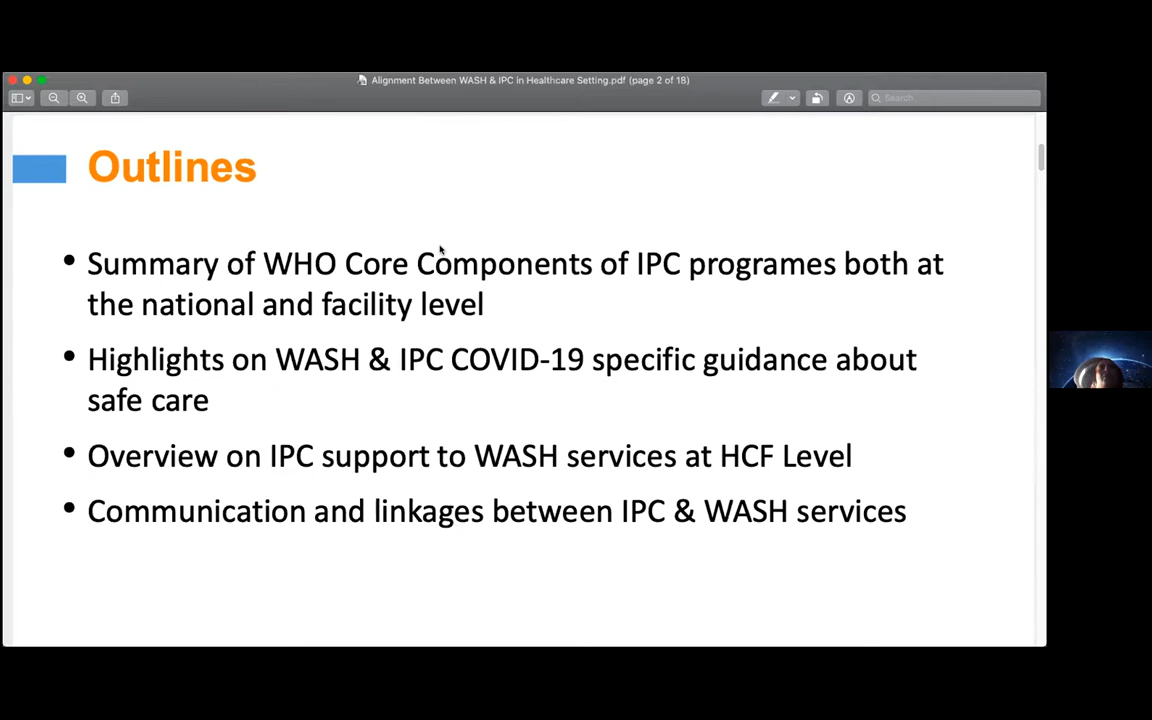 Alignment Between WASH & IPC in Healthcare Setting.pdf (page 2 of 18)
Search
Outlines
• Summary of WHO Core Components of IPC programes both at
the national and facility level
• Highlights on WASH & IPC COVID-19 specific guidance about
safe care
• Overview on IPC support to WASH services at HCF Level
• Communication and linkages between IPC & WASH services